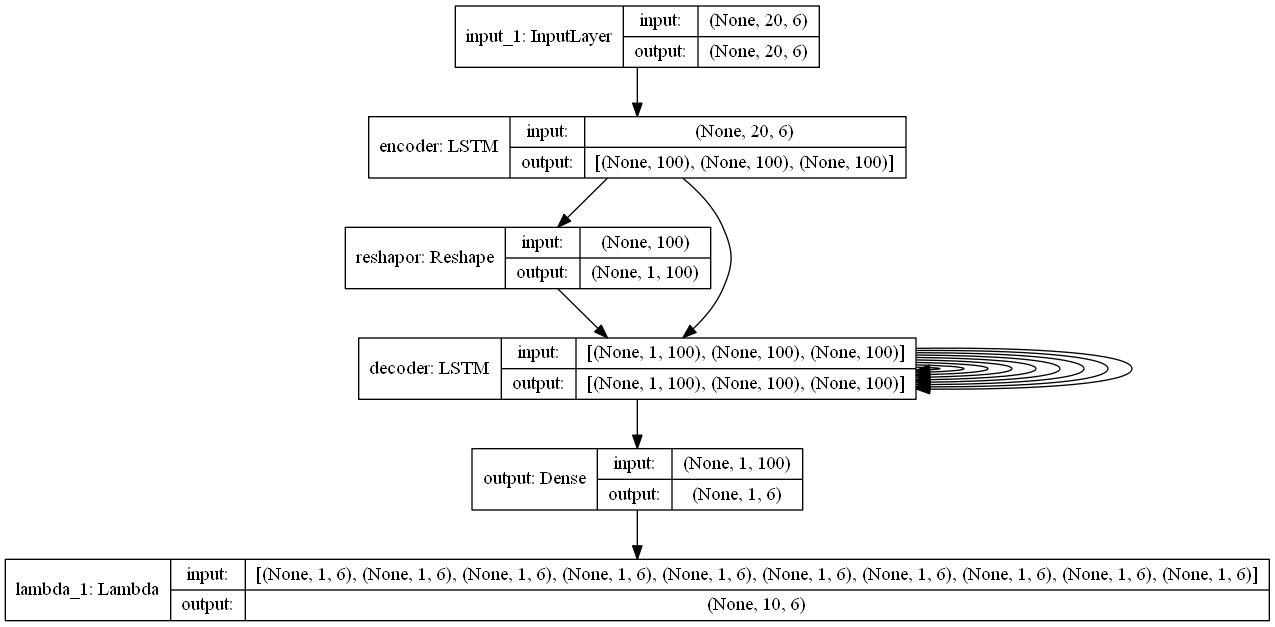 input_1: InputLayer
input: (None, 20, 6)
output: (None, 20, 6)
encoder: LSTM
input: (None, 20, 6)
output: [(None, 100), (None, 100), (None, 100)]
reshapor: Reshape
input: (None, 100)
output: (None, 1, 100)
decoder: LSTM
input: [(None, 1, 100), (None, 100), (None, 100)]
output: [(None, 1, 100), (None, 100), (None, 100)]
output: Dense
input: (None, 1, 100)
output: (None, 1, 6)
lambda_1: Lambda
input: [(None, 1, 6), (None, 1, 6), (None, 1, 6), (None, 1, 6), (None, 1, 6), (None, 1, 6), (None, 1, 6), (None, 1, 6), (None, 1, 6), (None, 1, 6)]
output: (None, 10, 6)